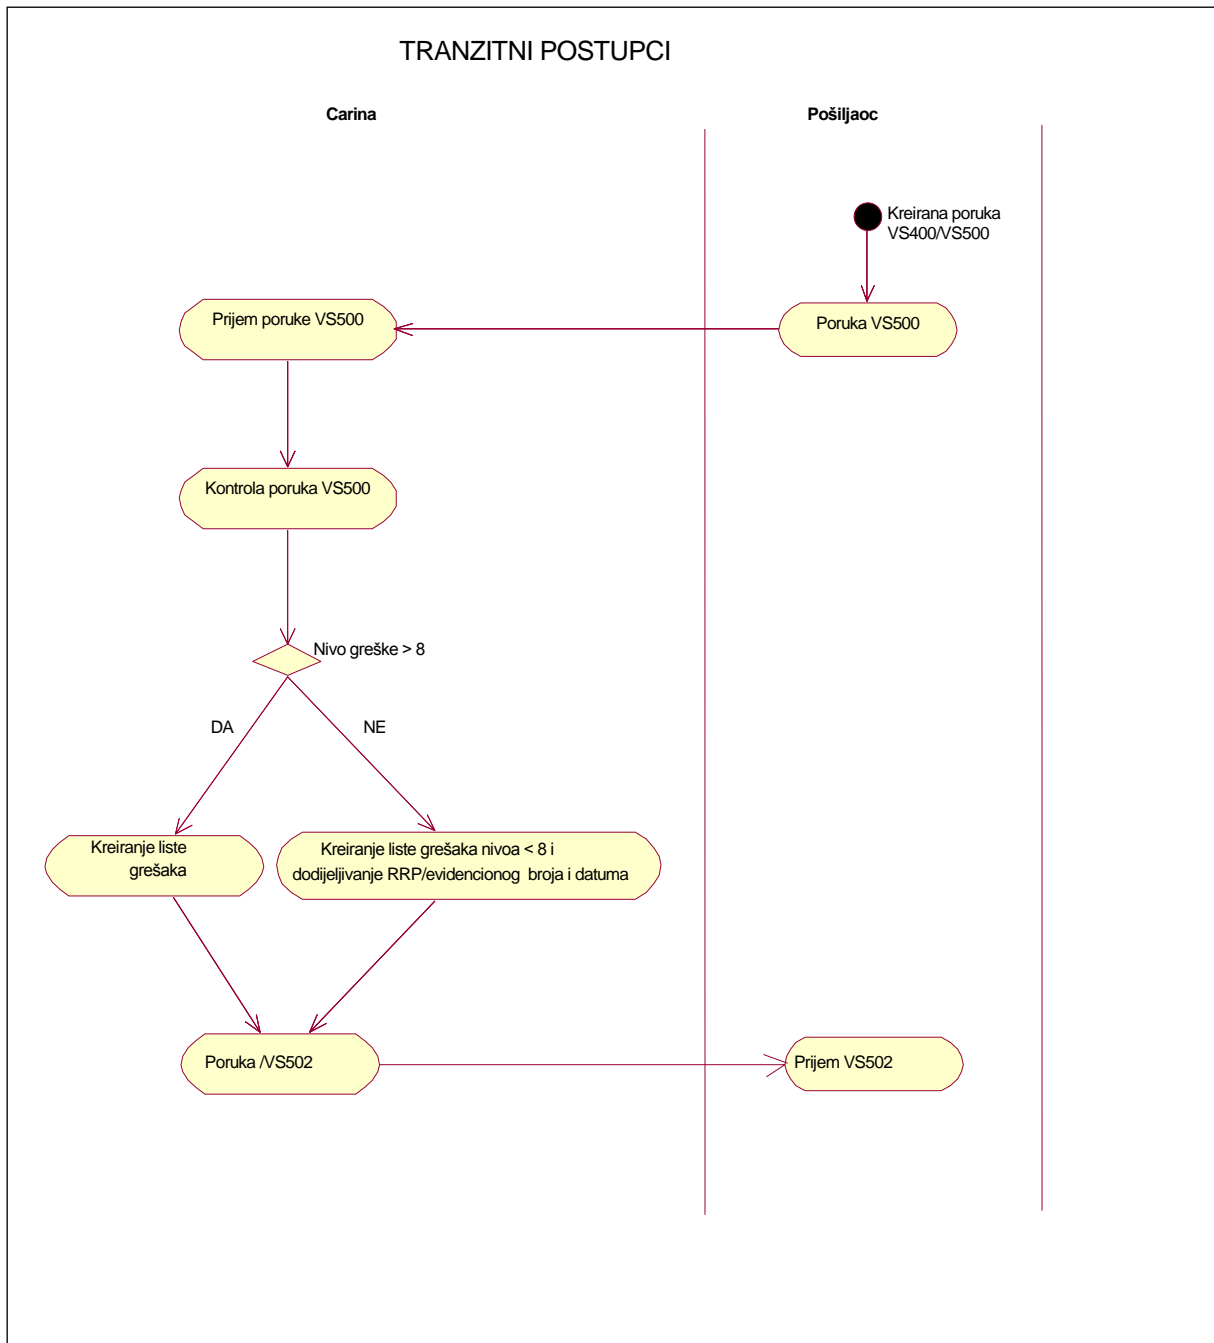 TRANZITNI POSTUPCI
Carina
Pošiljaoc
Kreirana poruka
VS400/VS500
Prijem poruke VS500
Poruka VS500
Kontrola poruka VS500
Nivo greške > 8
DA
NE
Kreiranje liste
grešaka
Kreiranje liste grešaka nivoa < 8 i
dodijeljivanje RRP/evidencionog broja i datuma
Poruka /VS502
Prijem VS502